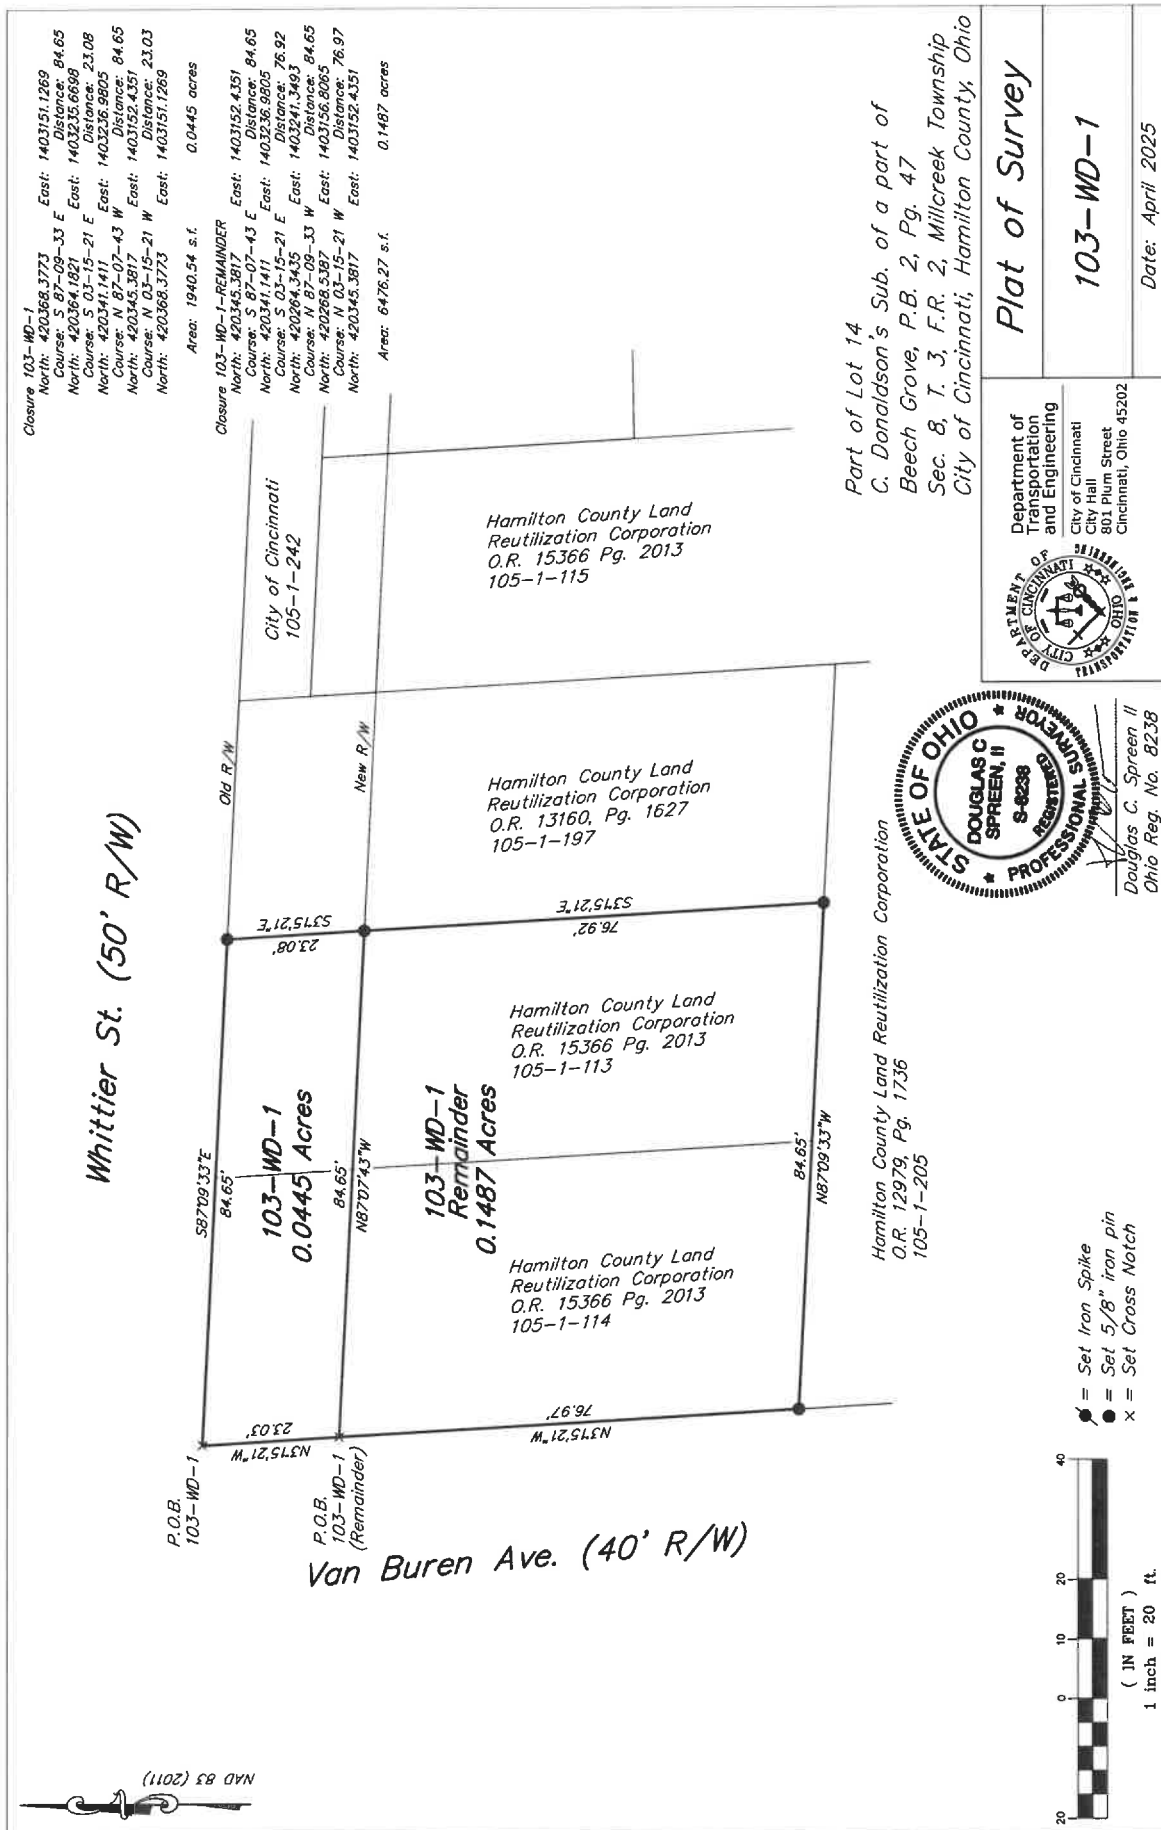 Closure 103-WD-1
North: 420368.3773 East: 1403151.1269
Course: S 87-09-33 E Distance: 84.65
North: 420364.1821 East: 1403235.6698
Course: S 03-15-21 E Distance: 23.08
North: 420341.1411 East: 1403236.9805
Course: N 87-07-43 W Distance: 84.65
North: 420345.3817 East: 1403152.4351
Course: N 03-15-21 W Distance: 23.03
North: 420368.3773 East: 1403151.1269
Area: 1940.54 s.f. 0.0445 acres
Closure 103-WD-1-REMAINDER
North: 420345.3817 East: 1403152.4351
Course: S 87-07-43 E Distance: 84.65
North: 420341.1411 East: 1403236.9805
Course: S 03-15-21 E Distance: 76.92
North: 420264.3435 East: 1403241.3493
Course: N 87-09-33 W Distance: 84.65
North: 420268.5387 East: 1403156.8065
Course: N 03-15-21 W Distance: 76.97
North: 420345.3817 East: 1403152.4351
Area: 6476.27 s.f. 0.1487 acres
Whittier St. (50' R/W)
Old R/W
New R/W
City of Cincinnati
105-1-242
Hamilton County Land
Reutilization Corporation
O.R. 15366 Pg. 2013
105-1-115
Hamilton County Land
Reutilization Corporation
O.R. 13160, Pg. 1627
105-1-197
P.O.B.
103-WD-1
S87°09'33"E
84.65'
N3°15'21"W
23.03'
S3°15'21"E
23.08'
103-WD-1
0.0445 Acres
84.65'
N87°07'43"W
P.O.B.
103-WD-1
(Remainder)
103-WD-1
Remainder
0.1487 Acres
N3°15'21"W
76.97'
S3°15'21"E
76.92'
Hamilton County Land
Reutilization Corporation
O.R. 15366 Pg. 2013
105-1-113
Hamilton County Land
Reutilization Corporation
O.R. 15366 Pg. 2013
105-1-114
84.65'
N87°09'33"W
Van Buren Ave. (40' R/W)
Hamilton County Land Reutilization Corporation
O.R. 12979, Pg. 1736
105-1-205
Part of Lot 14
C. Donaldson's Sub. of a part of
Beech Grove, P.B. 2, Pg. 47
Sec. 8, T. 3, F.R. 2, Millcreek Township
City of Cincinnati, Hamilton County, Ohio
NAD 83 (2011)
= Set Iron Spike
= Set 5/8" iron pin
x = Set Cross Notch
20 0 10 20 40
( IN FEET )
1 inch = 20 ft.
STATE OF OHIO
DOUGLAS C
SPREEN, II
S-8238
REGISTERED
PROFESSIONAL SURVEYOR
Douglas C. Spreen II
Ohio Reg. No. 8238
DEPARTMENT OF
TRANSPORTATION & ENGINEERING
CITY OF CINCINNATI
OHIO
Department of
Transportation
and Engineering
City of Cincinnati
City Hall
801 Plum Street
Cincinnati, Ohio 45202
Plat of Survey
103-WD-1
Date: April 2025